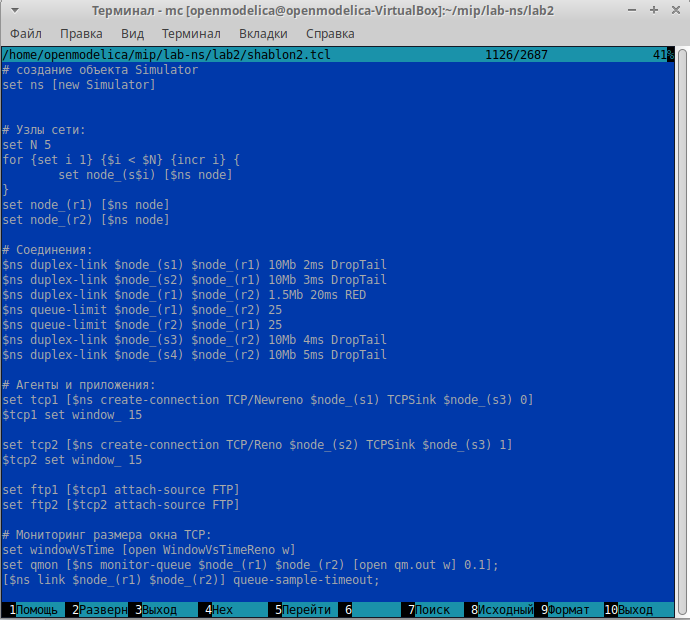 Терминал - mc [openmodelica@openmodelica-VirtualBox]:~/mip/lab-ns/lab2
Файл Правка Вид Терминал Вкладки Справка
/home/openmodelica/mip/lab-ns/lab2/shablon2.tcl 1126/2687 41%
# создание объекта Simulator
set ns [new Simulator]
# Узлы сети:
set N 5
for {set i 1} {$i < $N} {incr i} {
set node_(s$i) [$ns node]
}
set node_(r1) [$ns node]
set node_(r2) [$ns node]
# Соединения:
$ns duplex-link $node_(s1) $node_(r1) 10Mb 2ms DropTail
$ns duplex-link $node_(s2) $node_(r1) 10Mb 3ms DropTail
$ns duplex-link $node_(r1) $node_(r2) 1.5Mb 20ms RED
$ns queue-limit $node_(r1) $node_(r2) 25
$ns queue-limit $node_(r2) $node_(r1) 25
$ns duplex-link $node_(s3) $node_(r2) 10Mb 4ms DropTail
$ns duplex-link $node_(s4) $node_(r2) 10Mb 5ms DropTail
# Агенты и приложения:
set tcp1 [$ns create-connection TCP/Newreno $node_(s1) TCPSink $node_(s3) 0]
$tcp1 set window_ 15
set tcp2 [$ns create-connection TCP/Reno $node_(s2) TCPSink $node_(s3) 1]
$tcp2 set window_ 15
set ftp1 [$tcp1 attach-source FTP]
set ftp2 [$tcp2 attach-source FTP]
# Мониторинг размера окна TCP:
set windowVsTime [open WindowVsTimeReno w]
set qmon [$ns monitor-queue $node_(r1) $node_(r2) [open qm.out w] 0.1];
[$ns link $node_(r1) $node_(r2)] queue-sample-timeout;
1Помощь 2Разверн 3Выход 4Hex 5Перейти 6 7Поиск 8Исходный 9Формат 10Выход